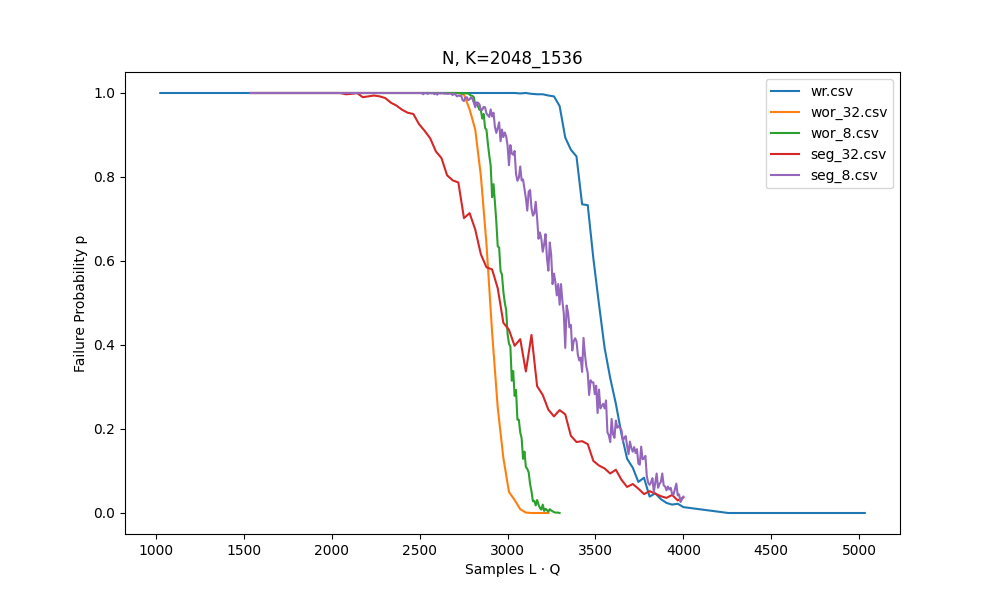 N, K=2048_1536
Failure Probability p
1.0
0.8
0.6
0.4
0.2
0.0
wr.csv
wor_32.csv
wor_8.csv
seg_32.csv
seg_8.csv
1000 1500 2000 2500 3000 3500 4000 4500 5000
Samples L · Q